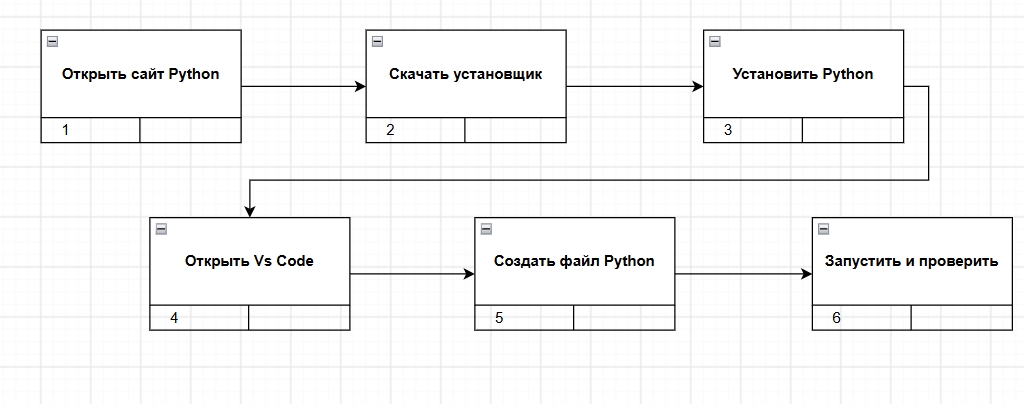 Открыть сайт Python
1
Скачать установщик
2
Установить Python
3
Открыть Vs Code
4
Создать файл Python
5
Запустить и проверить
6